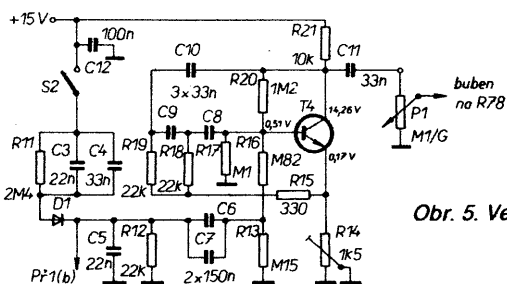 +15 V
100n
C12
S2
R21
10k
C11
33n
C10
3×33n
R20
1M2
T4
14,26V
buben
na R78
P1
M1/G
R11
2M4
C3
22n
C4
33n
R19
22k
C9
R18
22k
C8
R17
M1
0,51V
R16
M82
0,17V
R15
330
D1
C5
22n
R12
22k
C6
C7
2×150n
R13
M15
R14
1k5
Př1(b)
Obr. 5. Ve